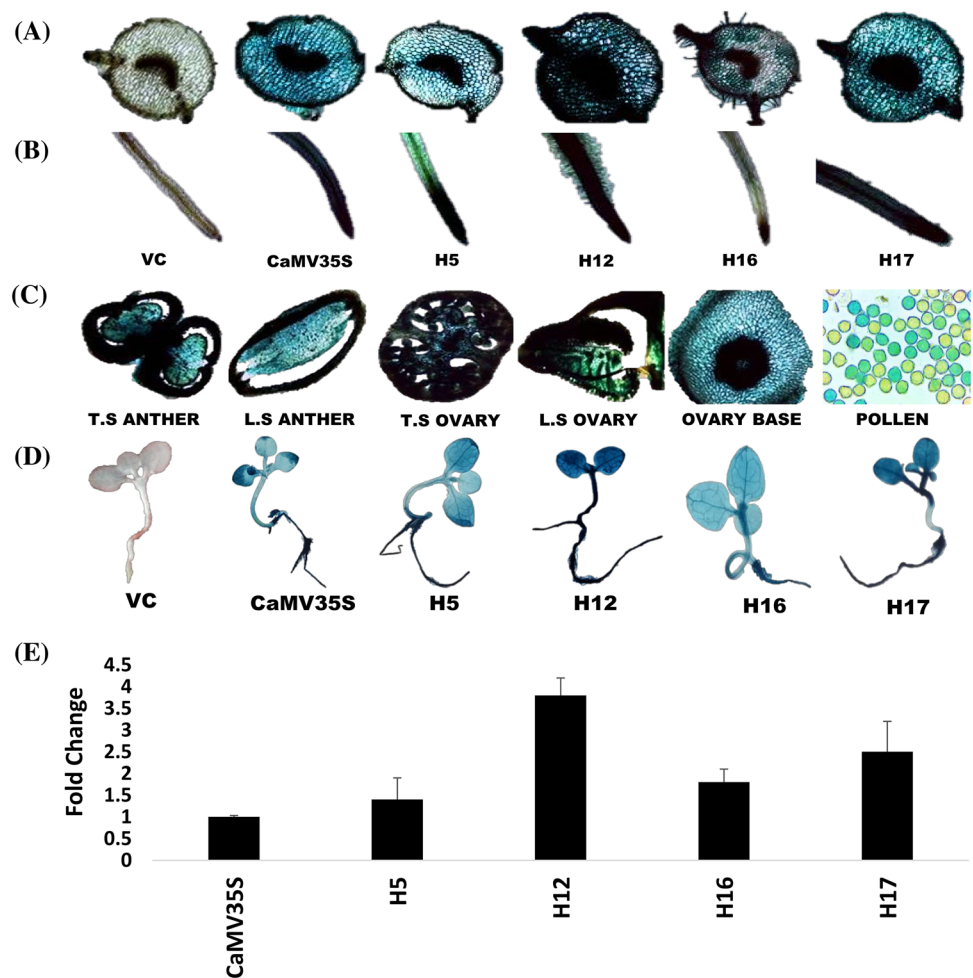 (A)
(B)
VC CaMV35S H5 H12 H16 H17
(C)
T.S ANTHER L.S ANTHER T.S OVARY L.S OVARY OVARY BASE POLLEN
(D)
VC CaMV35S H5 H12 H16 H17
(E)
Fold Change
4.5
4
3.5
3
2.5
2
1.5
1
0.5
0
CaMV35S H5 H12 H16 H17